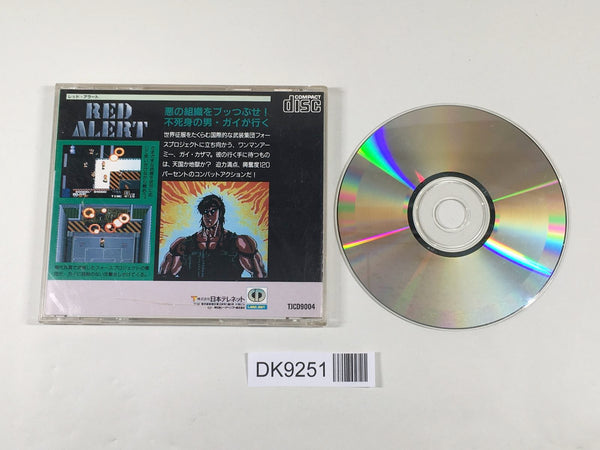 レッド・アラート
RED
ALERT
悪の組織をブッつぶせ！
不死身の男・ガイが行く
COMPACT
disc
世界征服をたくらむ国際的な武装集団フォー
スプロジェクトに立ち向かう、ワンマンアー
ミー、ガイ・カザマ。彼の行く手に待つもの
は、天国か地獄か？ 迫力満点、興奮度120
パーセントのコンバットアクションだ！
株式会社日本テレネット
TJCD9004
DK9251